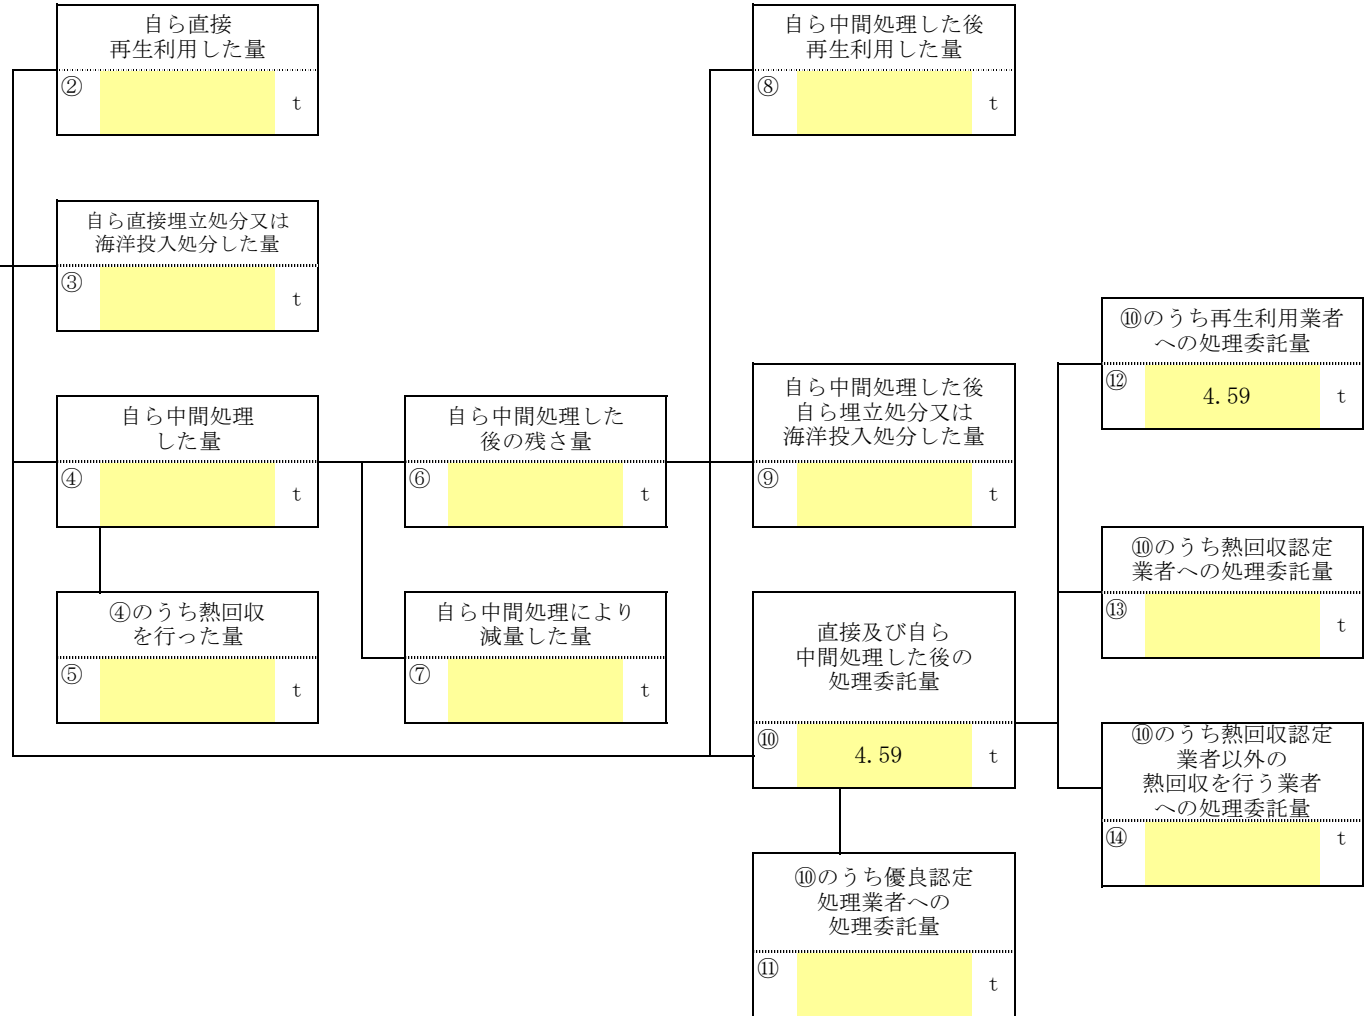 自ら直接
再生利用した量
②
t
自ら中間処理した後
再生利用した量
⑧
t
自ら直接埋立処分又は
海洋投入処分した量
③
t
⑩のうち再生利用業者
への処理委託量
⑫
4.59
t
自ら中間処理
した量
④
t
自ら中間処理した
後の残さ量
⑥
t
自ら中間処理した後
自ら埋立処分又は
海洋投入処分した量
⑨
t
⑩のうち熱回収認定
業者への処理委託量
⑬
t
④のうち熱回収
を行った量
⑤
t
自ら中間処理により
減量した量
⑦
t
直接及び自ら
中間処理した後の
処理委託量
⑩
4.59
t
⑩のうち熱回収認定
業者以外の
熱回収を行う業者
への処理委託量
⑭
t
⑩のうち優良認定
処理業者への
処理委託量
⑪
t